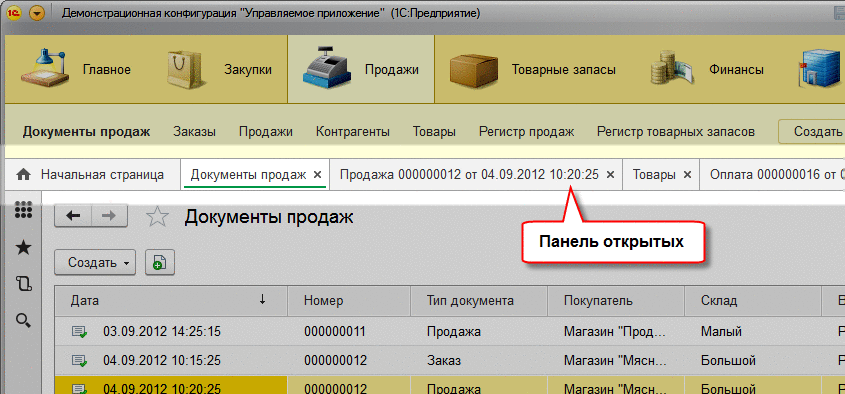 Демонстрационная конфигурация "Управляемое приложение" (1С:Предприятие)
Главное Закупки Продажи Товарные запасы Финансы
Документы продаж Заказы Продажи Контрагенты Товары Регистр продаж Регистр товарных запасов Создать
Начальная страница Документы продаж × Продажа 000000012 от 04.09.2012 10:20:25 × Товары × Оплата 000000016 от 0
Документы продаж
Панель открытых
Создать
Дата ↓ Номер Тип документа Покупатель Склад
03.09.2012 14:25:15 000000011 Продажа Магазин "Прод... Малый
04.09.2012 10:15:25 000000012 Заказ Магазин "Мясн... Большой
04.09.2012 10:20:25 000000012 Продажа Магазин "Мясн... Большой